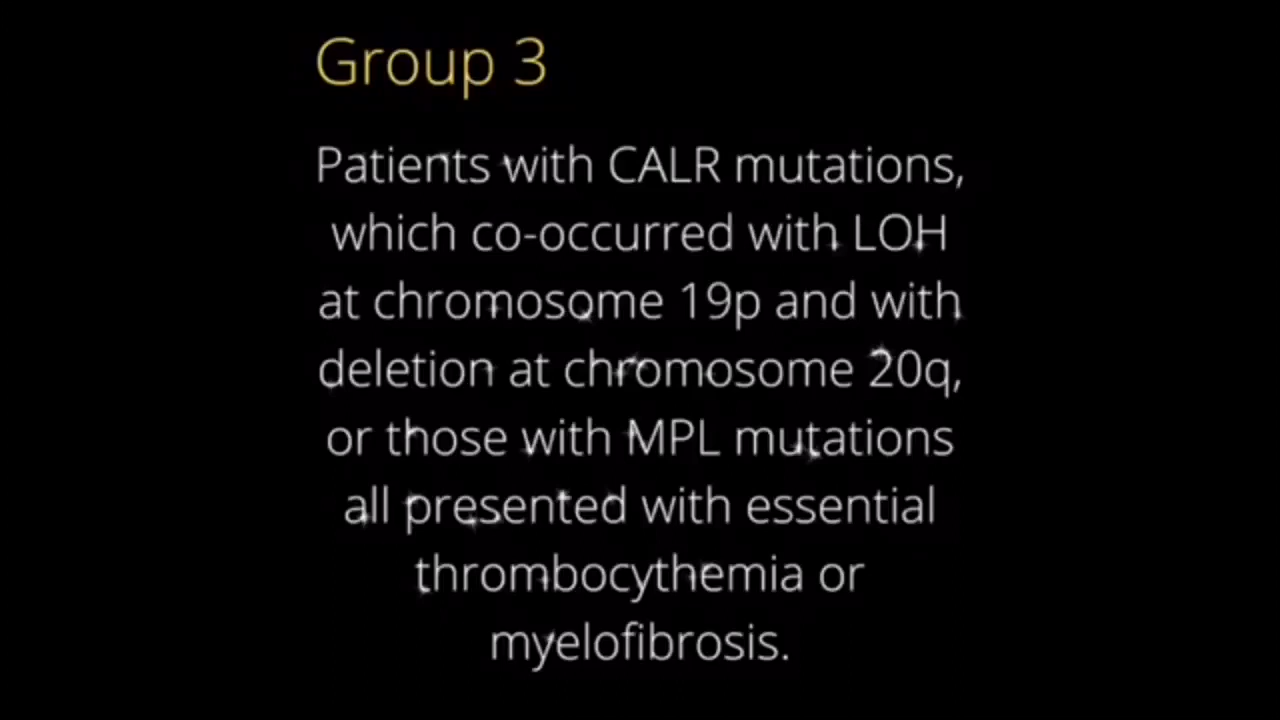 Group 3
Patients with CALR mutations,
which co-occurred with LOH
at chromosome 19p and with
deletion at chromosome 20q,
or those with MPL mutations
all presented with essential
thrombocythemia or
myelofibrosis.